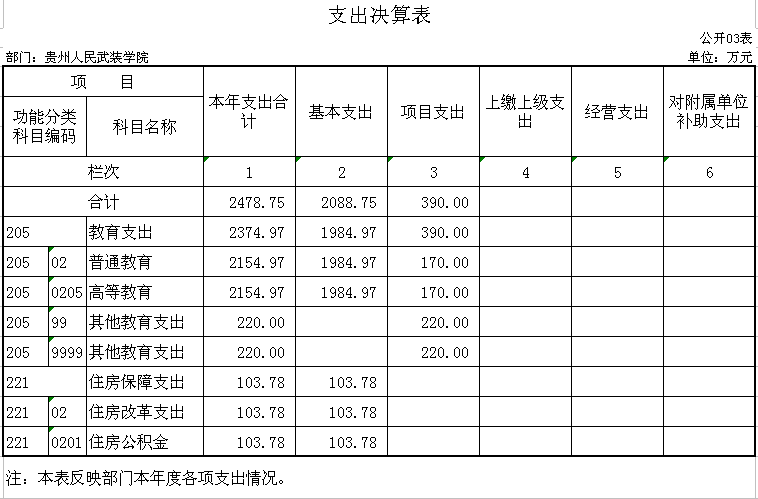 支出决算表
公开03表
部门：贵州人民武装学院 单位：万元
项 目 本年支出合计 基本支出 项目支出 上缴上级支出 经营支出 对附属单位补助支出
功能分类科目编码 科目名称
栏次 1 2 3 4 5 6
合计 2478.75 2088.75 390.00
205 教育支出 2374.97 1984.97 390.00
205 02 普通教育 2154.97 1984.97 170.00
205 0205 高等教育 2154.97 1984.97 170.00
205 99 其他教育支出 220.00 220.00
205 9999 其他教育支出 220.00 220.00
221 住房保障支出 103.78 103.78
221 02 住房改革支出 103.78 103.78
221 0201 住房公积金 103.78 103.78
注：本表反映部门本年度各项支出情况。